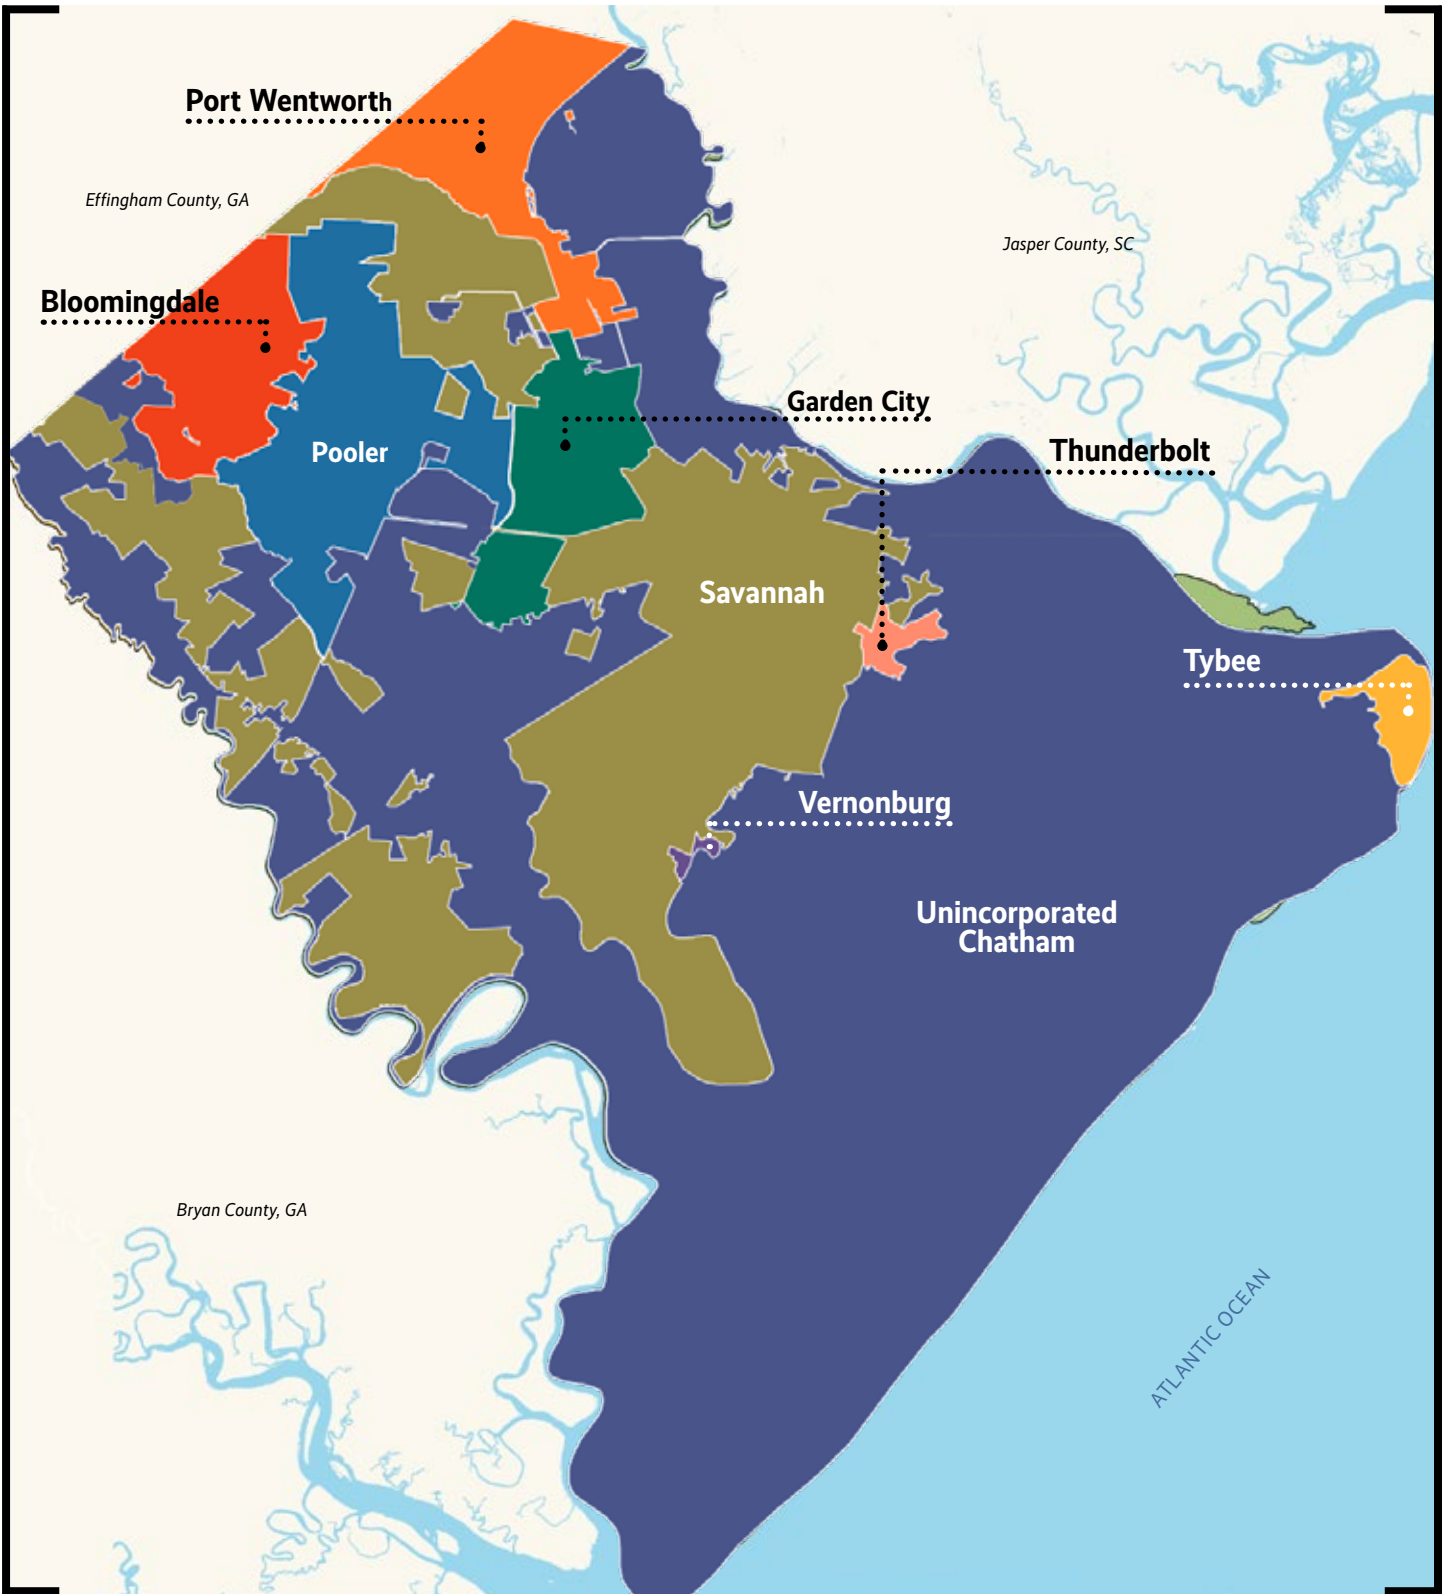 Port Wentworth
Effingham County, GA
Jasper County, SC
Bloomingdale
Garden City
Thunderbolt
Pooler
Savannah
Tybee
Vernonburg
Unincorporated
Chatham
Bryan County, GA
ATLANTIC OCEAN